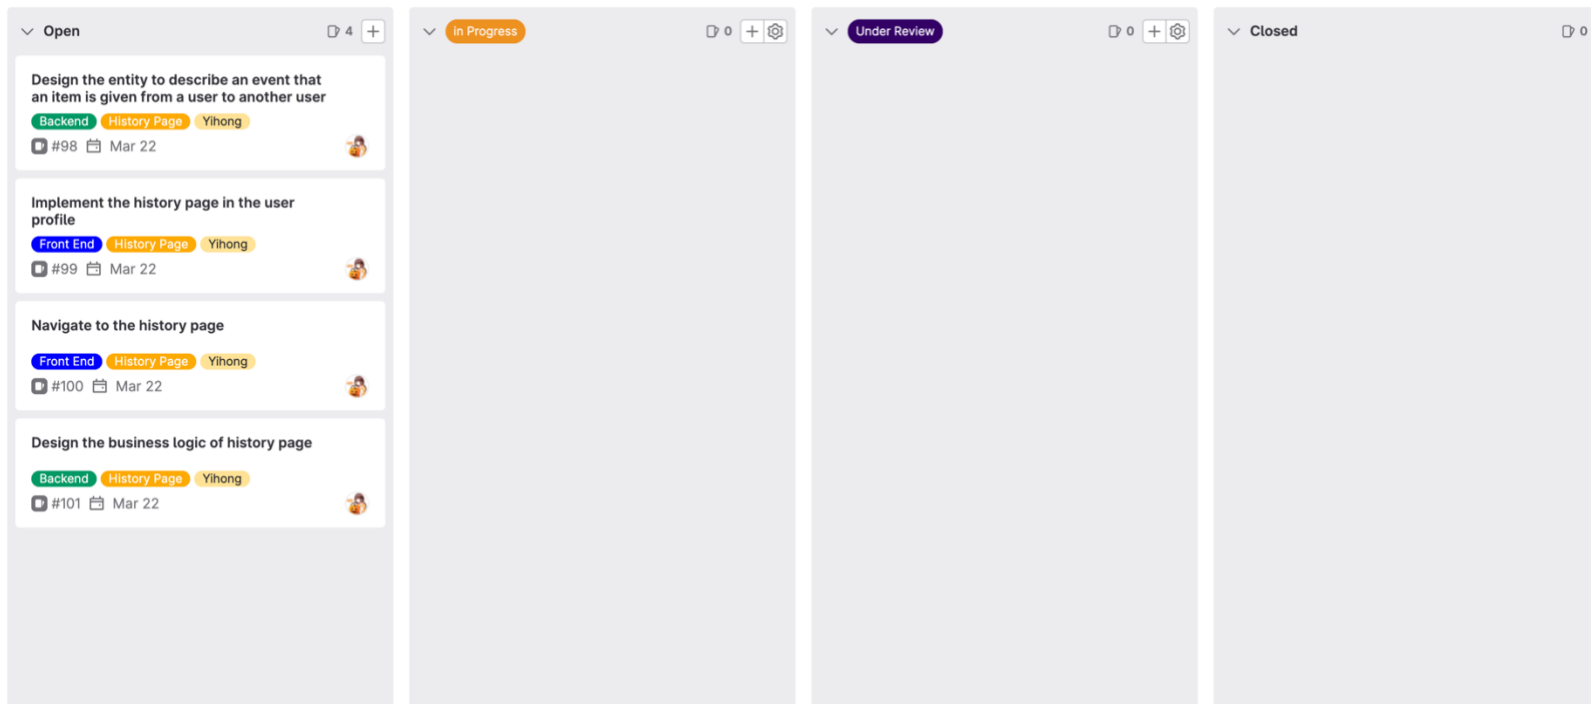 Open 4
Design the entity to describe an event that
an item is given from a user to another user
Backend History Page Yihong
#98 Mar 22
Implement the history page in the user
profile
Front End History Page Yihong
#99 Mar 22
Navigate to the history page
Front End History Page Yihong
#100 Mar 22
Design the business logic of history page
Backend History Page Yihong
#101 Mar 22
in Progress 0
Under Review 0
Closed 0